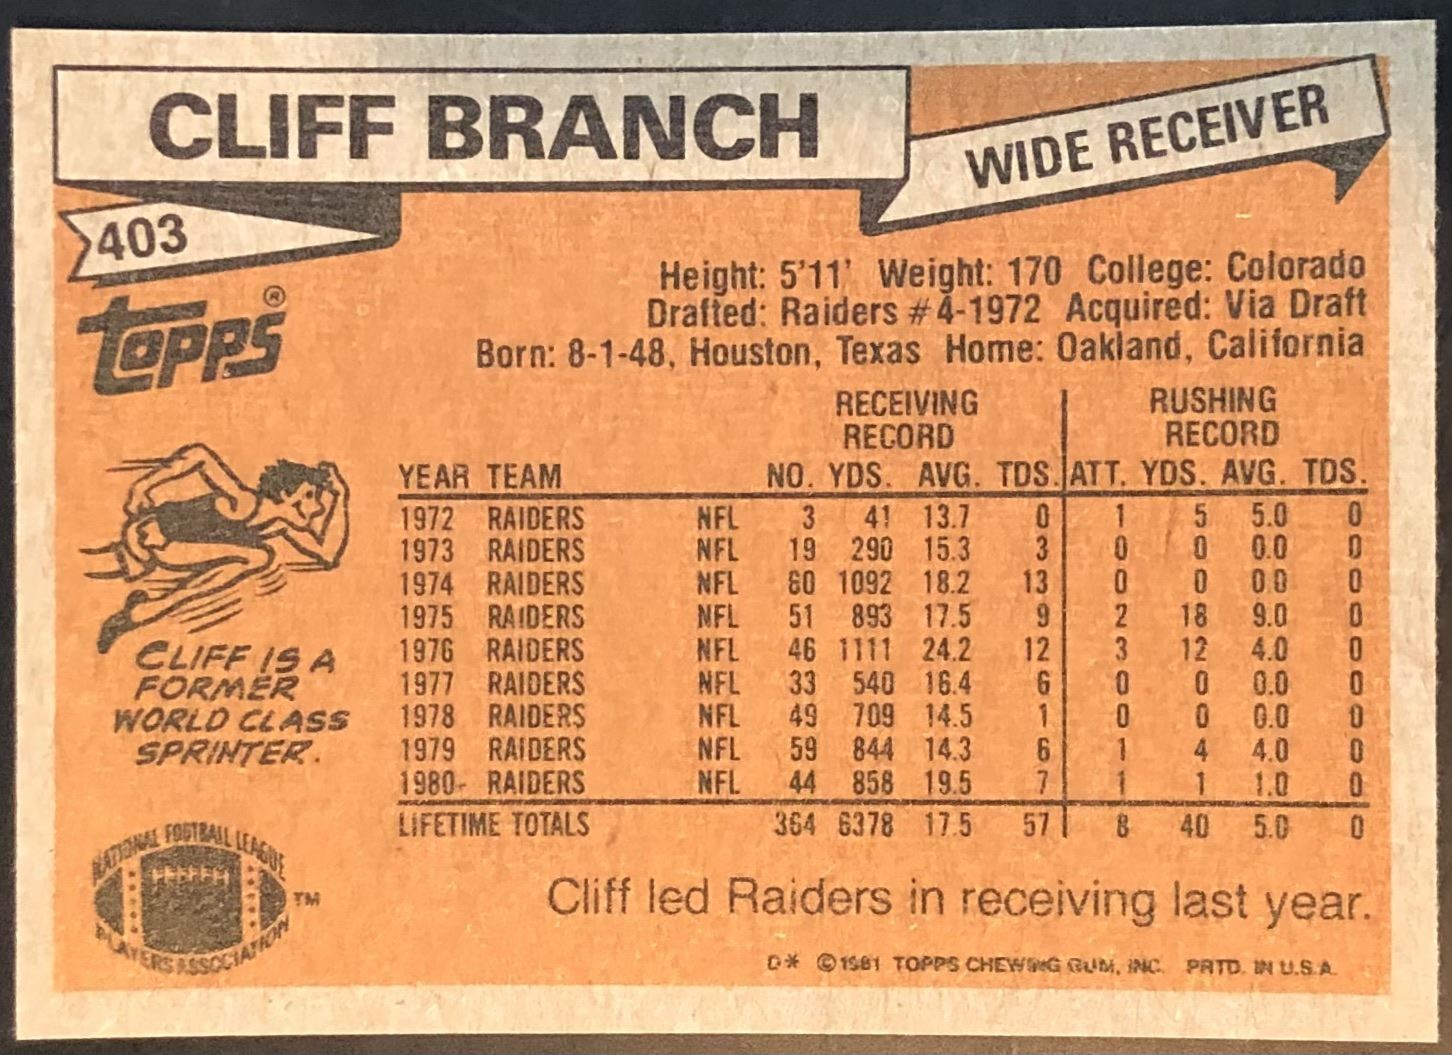 CLIFF BRANCH
WIDE RECEIVER
403
TOPPS®
Height: 5'11' Weight: 170 College: Colorado
Drafted: Raiders #4-1972 Acquired: Via Draft
Born: 8-1-48, Houston, Texas Home: Oakland, California
RECEIVING RECORD RUSHING RECORD
YEAR TEAM NO. YDS. AVG. TDS. ATT. YDS. AVG. TDS.
1972 RAIDERS NFL 3 41 13.7 0 1 5 5.0 0
1973 RAIDERS NFL 19 290 15.3 3 0 0 0.0 0
1974 RAIDERS NFL 60 1092 18.2 13 0 0 0.0 0
1975 RAIDERS NFL 51 893 17.5 9 2 18 9.0 0
1976 RAIDERS NFL 46 1111 24.2 12 3 12 4.0 0
1977 RAIDERS NFL 33 540 16.4 6 0 0 0.0 0
1978 RAIDERS NFL 49 709 14.5 1 0 0 0.0 0
1979 RAIDERS NFL 59 844 14.3 6 1 4 4.0 0
1980 RAIDERS NFL 44 858 19.5 7 1 1 1.0 0
LIFETIME TOTALS 364 6378 17.5 57 8 40 5.0 0
CLIFF IS A
FORMER
WORLD CLASS
SPRINTER.
NATIONAL FOOTBALL LEAGUE
PLAYERS ASSOCIATION
TM
Cliff led Raiders in receiving last year.
D* ©1981 TOPPS CHEWING GUM, INC. PRTD. IN U.S.A.